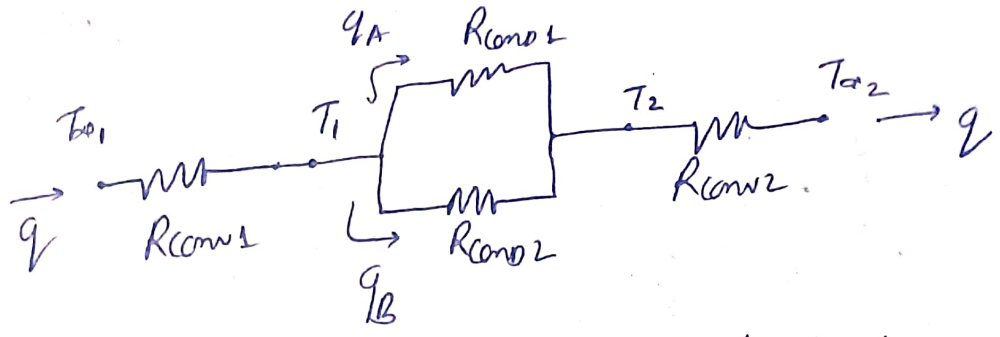 qA RCOND1
T∞1 T1 T2 T∞2
q RCONV1 RCOND2 RCONV2. q
qB